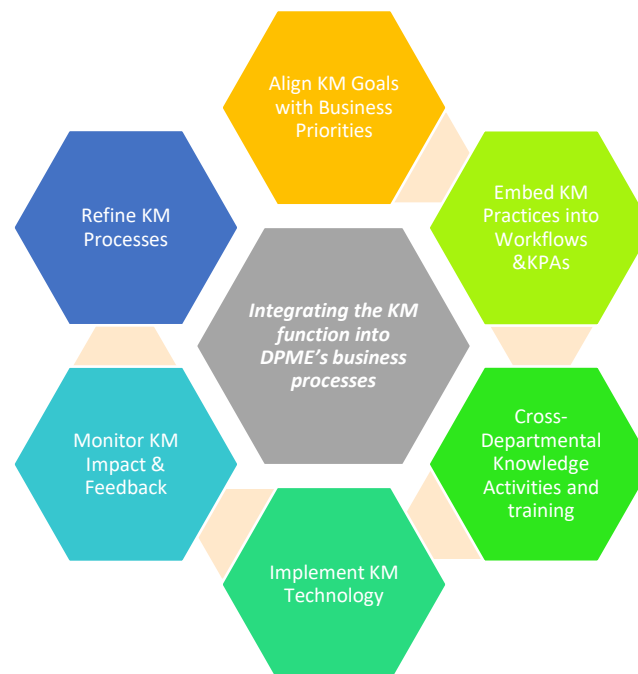 Align KM Goals
with Business
Priorities
Embed KM
Practices into
Workflows
&KPAs
Cross-
Departmental
Knowledge
Activities and
training
Implement KM
Technology
Monitor KM
Impact &
Feedback
Refine KM
Processes
Integrating the KM
function into
DPME’s business
processes